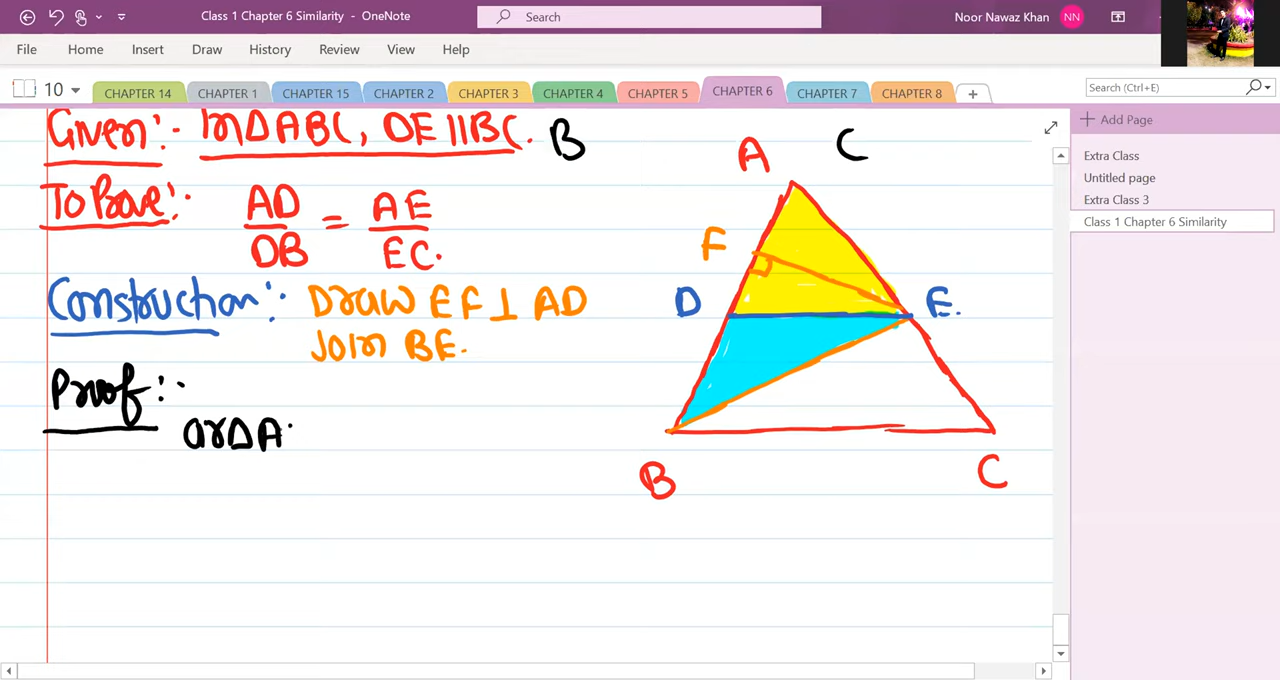 Class 1 Chapter 6 Similarity - OneNote
Search
Noor Nawaz Khan NN
File Home Insert Draw History Review View Help
10 CHAPTER 14 CHAPTER 1 CHAPTER 15 CHAPTER 2 CHAPTER 3 CHAPTER 4 CHAPTER 5 CHAPTER 6 CHAPTER 7 CHAPTER 8
Search (Ctrl+E)
Add Page
Extra Class
Untitled page
Extra Class 3
Class 1 Chapter 6 Similarity
Given:- In ΔABC, DE || BC. B
C
To Prove:- AD/DB = AE/EC.
Construction:- Draw EF ⊥ AD
Join BE.
Proof:-
arΔA
A
F
D
E.
B
C